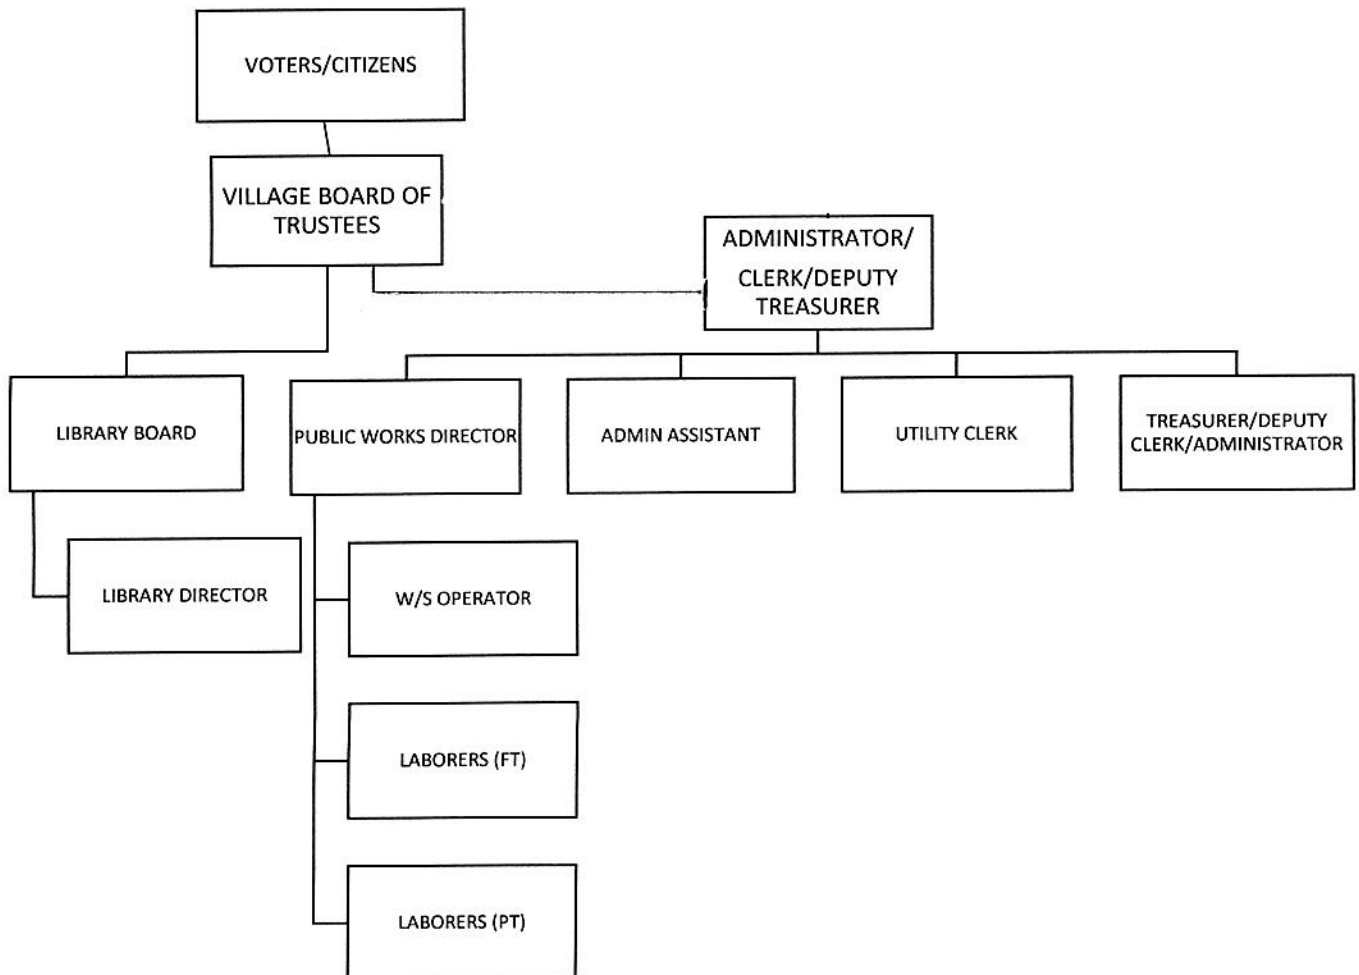 VOTERS/CITIZENS
VILLAGE BOARD OF
TRUSTEES
ADMINISTRATOR/
CLERK/DEPUTY
TREASURER
LIBRARY BOARD
PUBLIC WORKS DIRECTOR
ADMIN ASSISTANT
UTILITY CLERK
TREASURER/DEPUTY
CLERK/ADMINISTRATOR
LIBRARY DIRECTOR
W/S OPERATOR
LABORERS (FT)
LABORERS (PT)